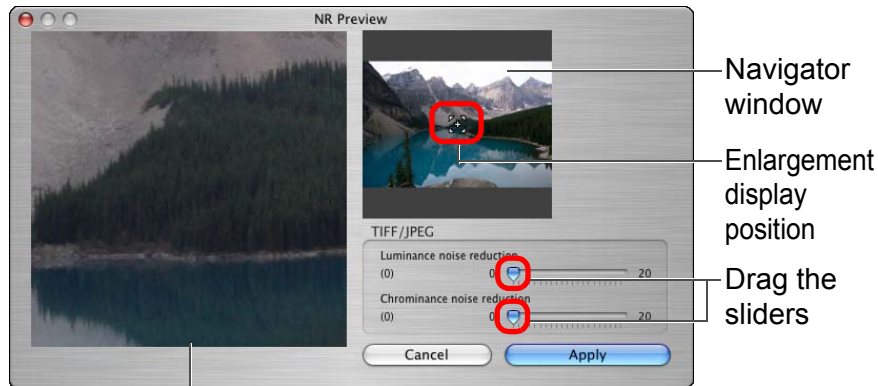 NR Preview
Navigator
window
Enlargement
display
position
TIFF/JPEG
Luminance noise reduction
(0) 0 20
Chrominance noise reduction
(0) 0 20
Drag the
sliders
Cancel Apply